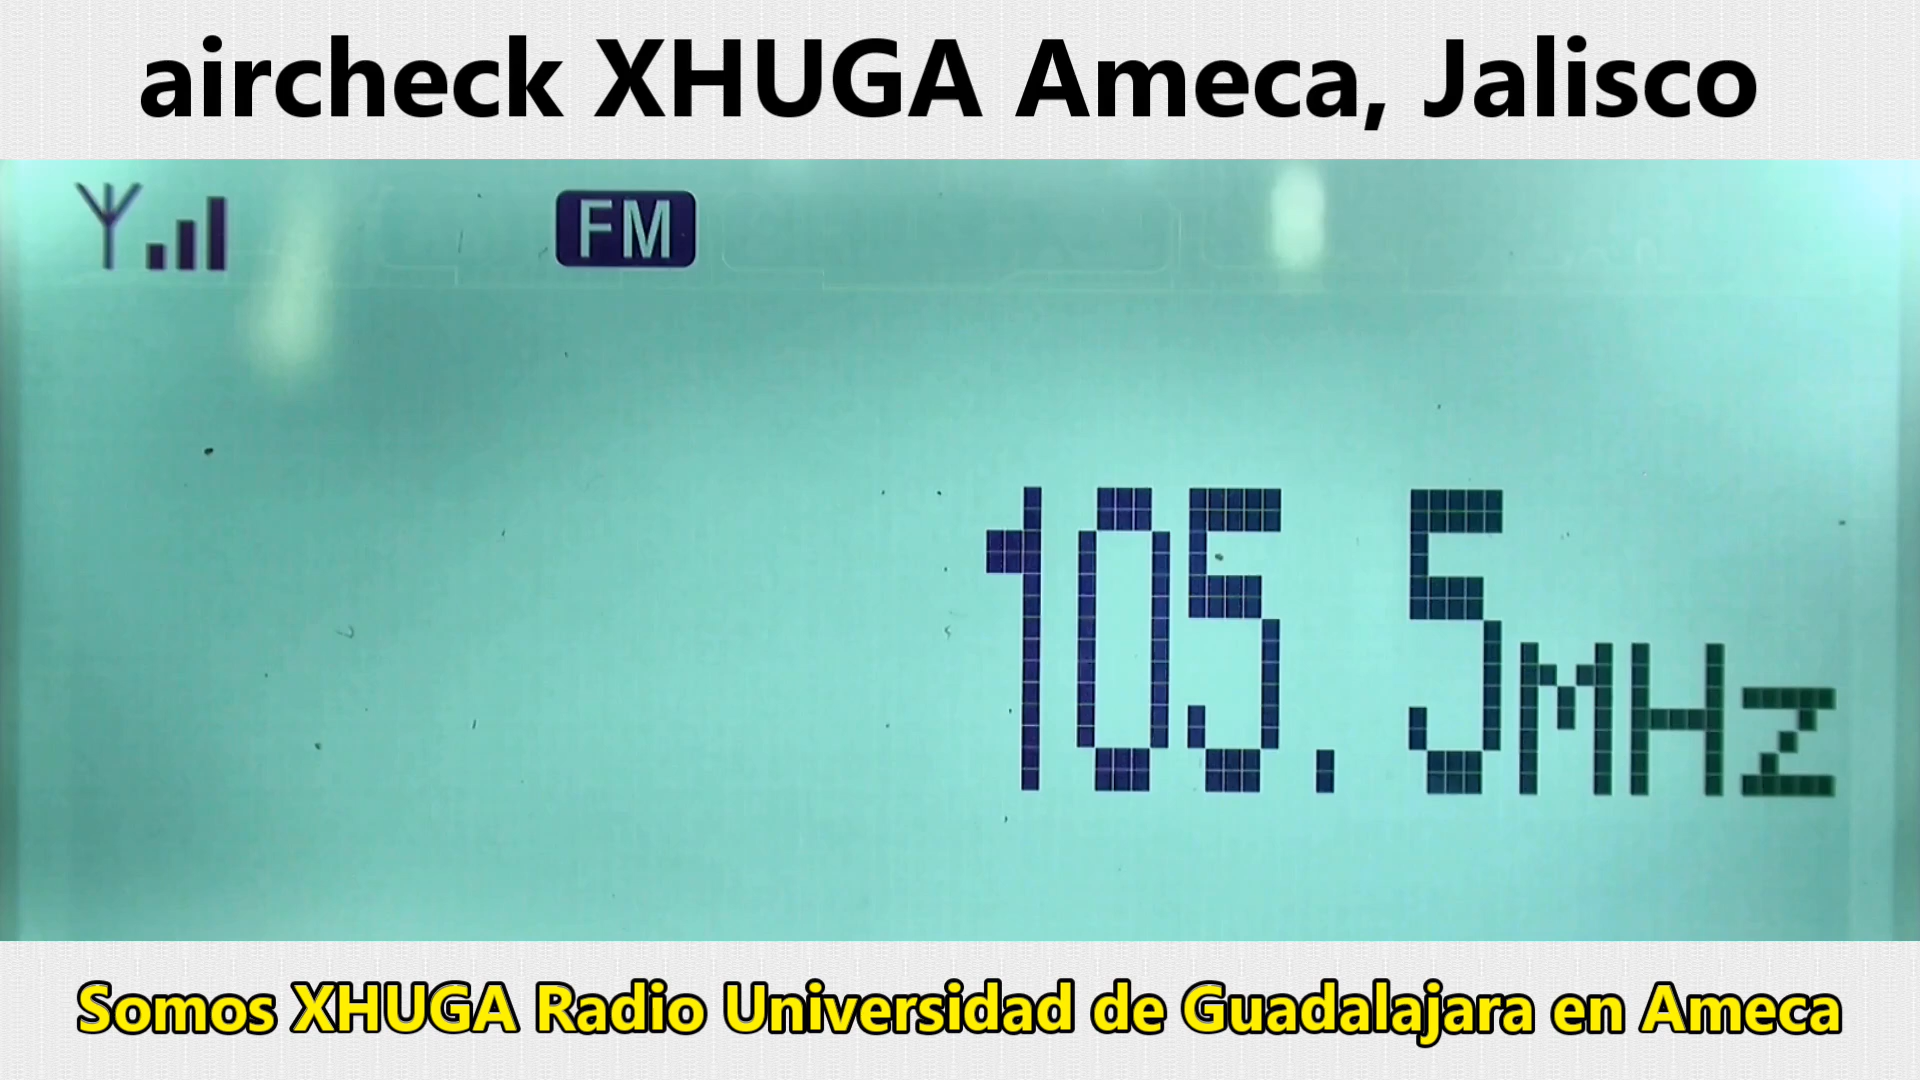 aircheck XHUGA Ameca, Jalisco
FM
105.5MHz
Somos XHUGA Radio Universidad de Guadalajara en Ameca